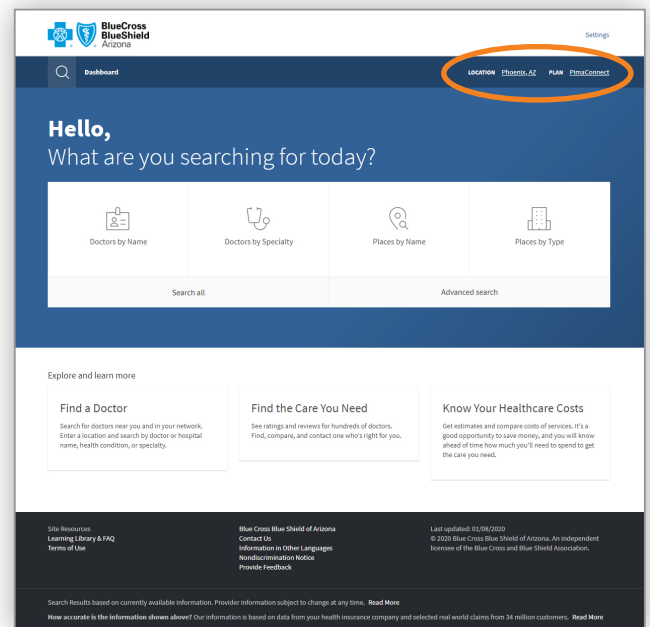 BlueCross
BlueShield
Arizona
Settings
Dashboard
LOCATION Phoenix, AZ PLAN PimaConnect
Hello,
What are you searching for today?
Doctors by Name
Doctors by Specialty
Places by Name
Places by Type
Search all
Advanced search
Explore and learn more
Find a Doctor
Search for doctors near you and in your network.
Enter a location and search by doctor or hospital
name, health condition, or specialty.
Find the Care You Need
See ratings and reviews for hundreds of doctors.
Find, compare, and contact one who's right for you.
Know Your Healthcare Costs
Get estimates and compare costs of services. It's a
good opportunity to save money, and you will know
ahead of time how much you'll need to spend to get
the care you need.
Site Resources
Learning Library & FAQ
Terms of Use
Blue Cross Blue Shield of Arizona
Contact Us
Information in Other Languages
Nondiscrimination Notice
Provide Feedback
Last updated: 01/08/2020
© 2020 Blue Cross Blue Shield of Arizona. An independent
licensee of the Blue Cross and Blue Shield Association.
Search Results based on currently available information. Provider information subject to change at any time. Read More
How accurate is the information shown above? Our information is based on data from your health insurance company and selected real world claims from 34 million customers. Read More